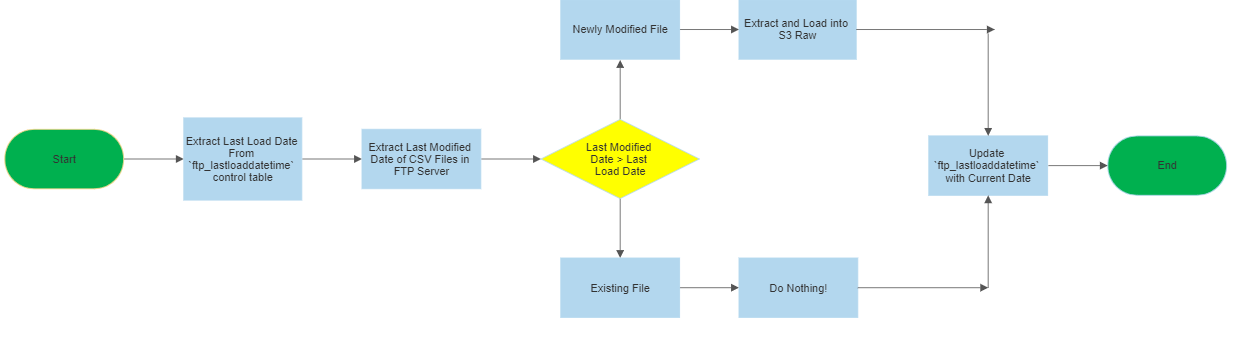 Start
Extract Last Load Date
From
`ftp_lastloaddatetime`
control table
Extract Last Modified
Date of CSV Files in
FTP Server
Last Modified
Date > Last
Load Date
Newly Modified File
Extract and Load into
S3 Raw
Existing File
Do Nothing!
Update
`ftp_lastloaddatetime`
with Current Date
End